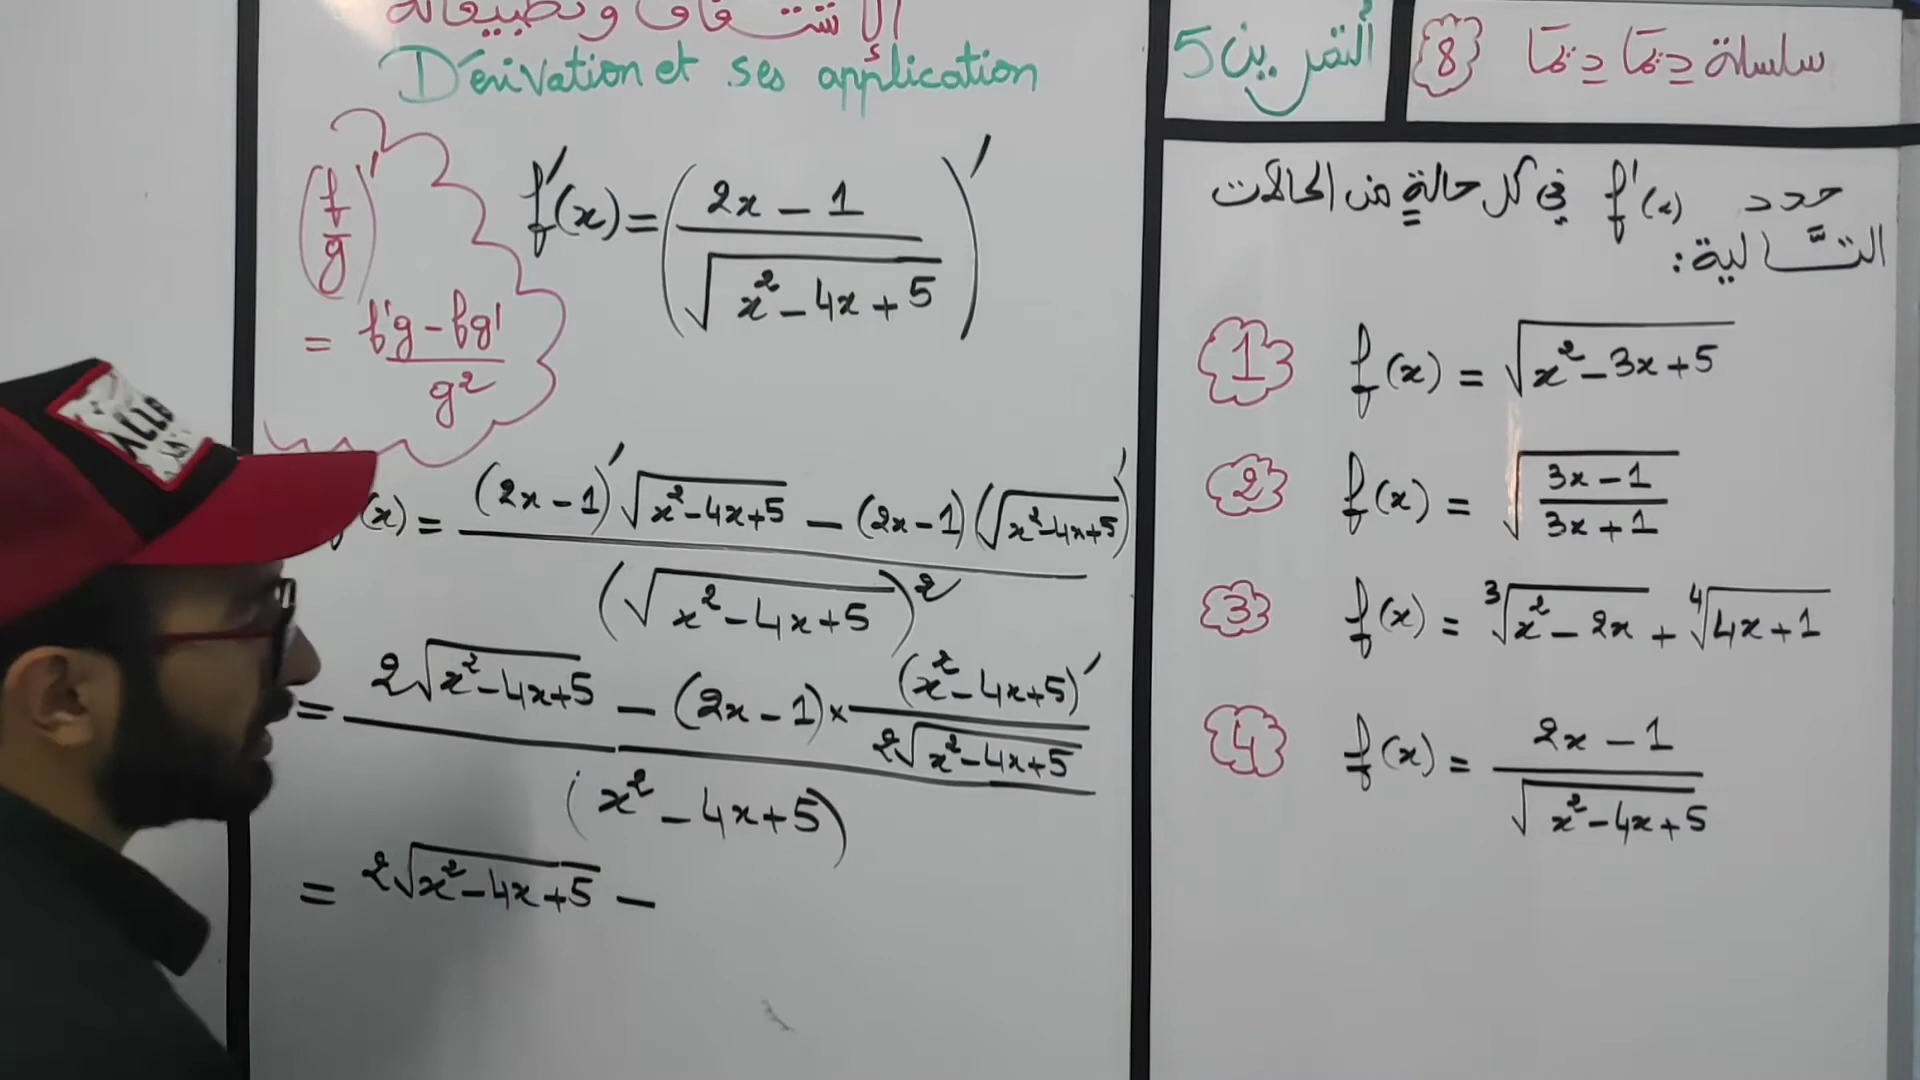 الاشتقاق وتطبيقاته
Dérivation et ses application
(f/g)' = (f'g - fg')/g²
f'(x) = ((2x - 1)/√(x² - 4x + 5))'
(x) = ((2x - 1)'√(x² - 4x + 5) - (2x - 1)(√(x² - 4x + 5))')/(√(x² - 4x + 5))²
= (2√(x² - 4x + 5) - (2x - 1) × (x² - 4x + 5)'/(2√(x² - 4x + 5)))/(x² - 4x + 5)
= 2√(x² - 4x + 5) -
سلسلة 8
التمرين 5
حدد f'(x) في كل حالة من الحالات
التالية:
1 f(x) = √(x² - 3x + 5)
2 f(x) = √((3x - 1)/(3x + 1))
3 f(x) = ³√(x² - 2x) + ⁴√(4x + 1)
4 f(x) = (2x - 1)/√(x² - 4x + 5)